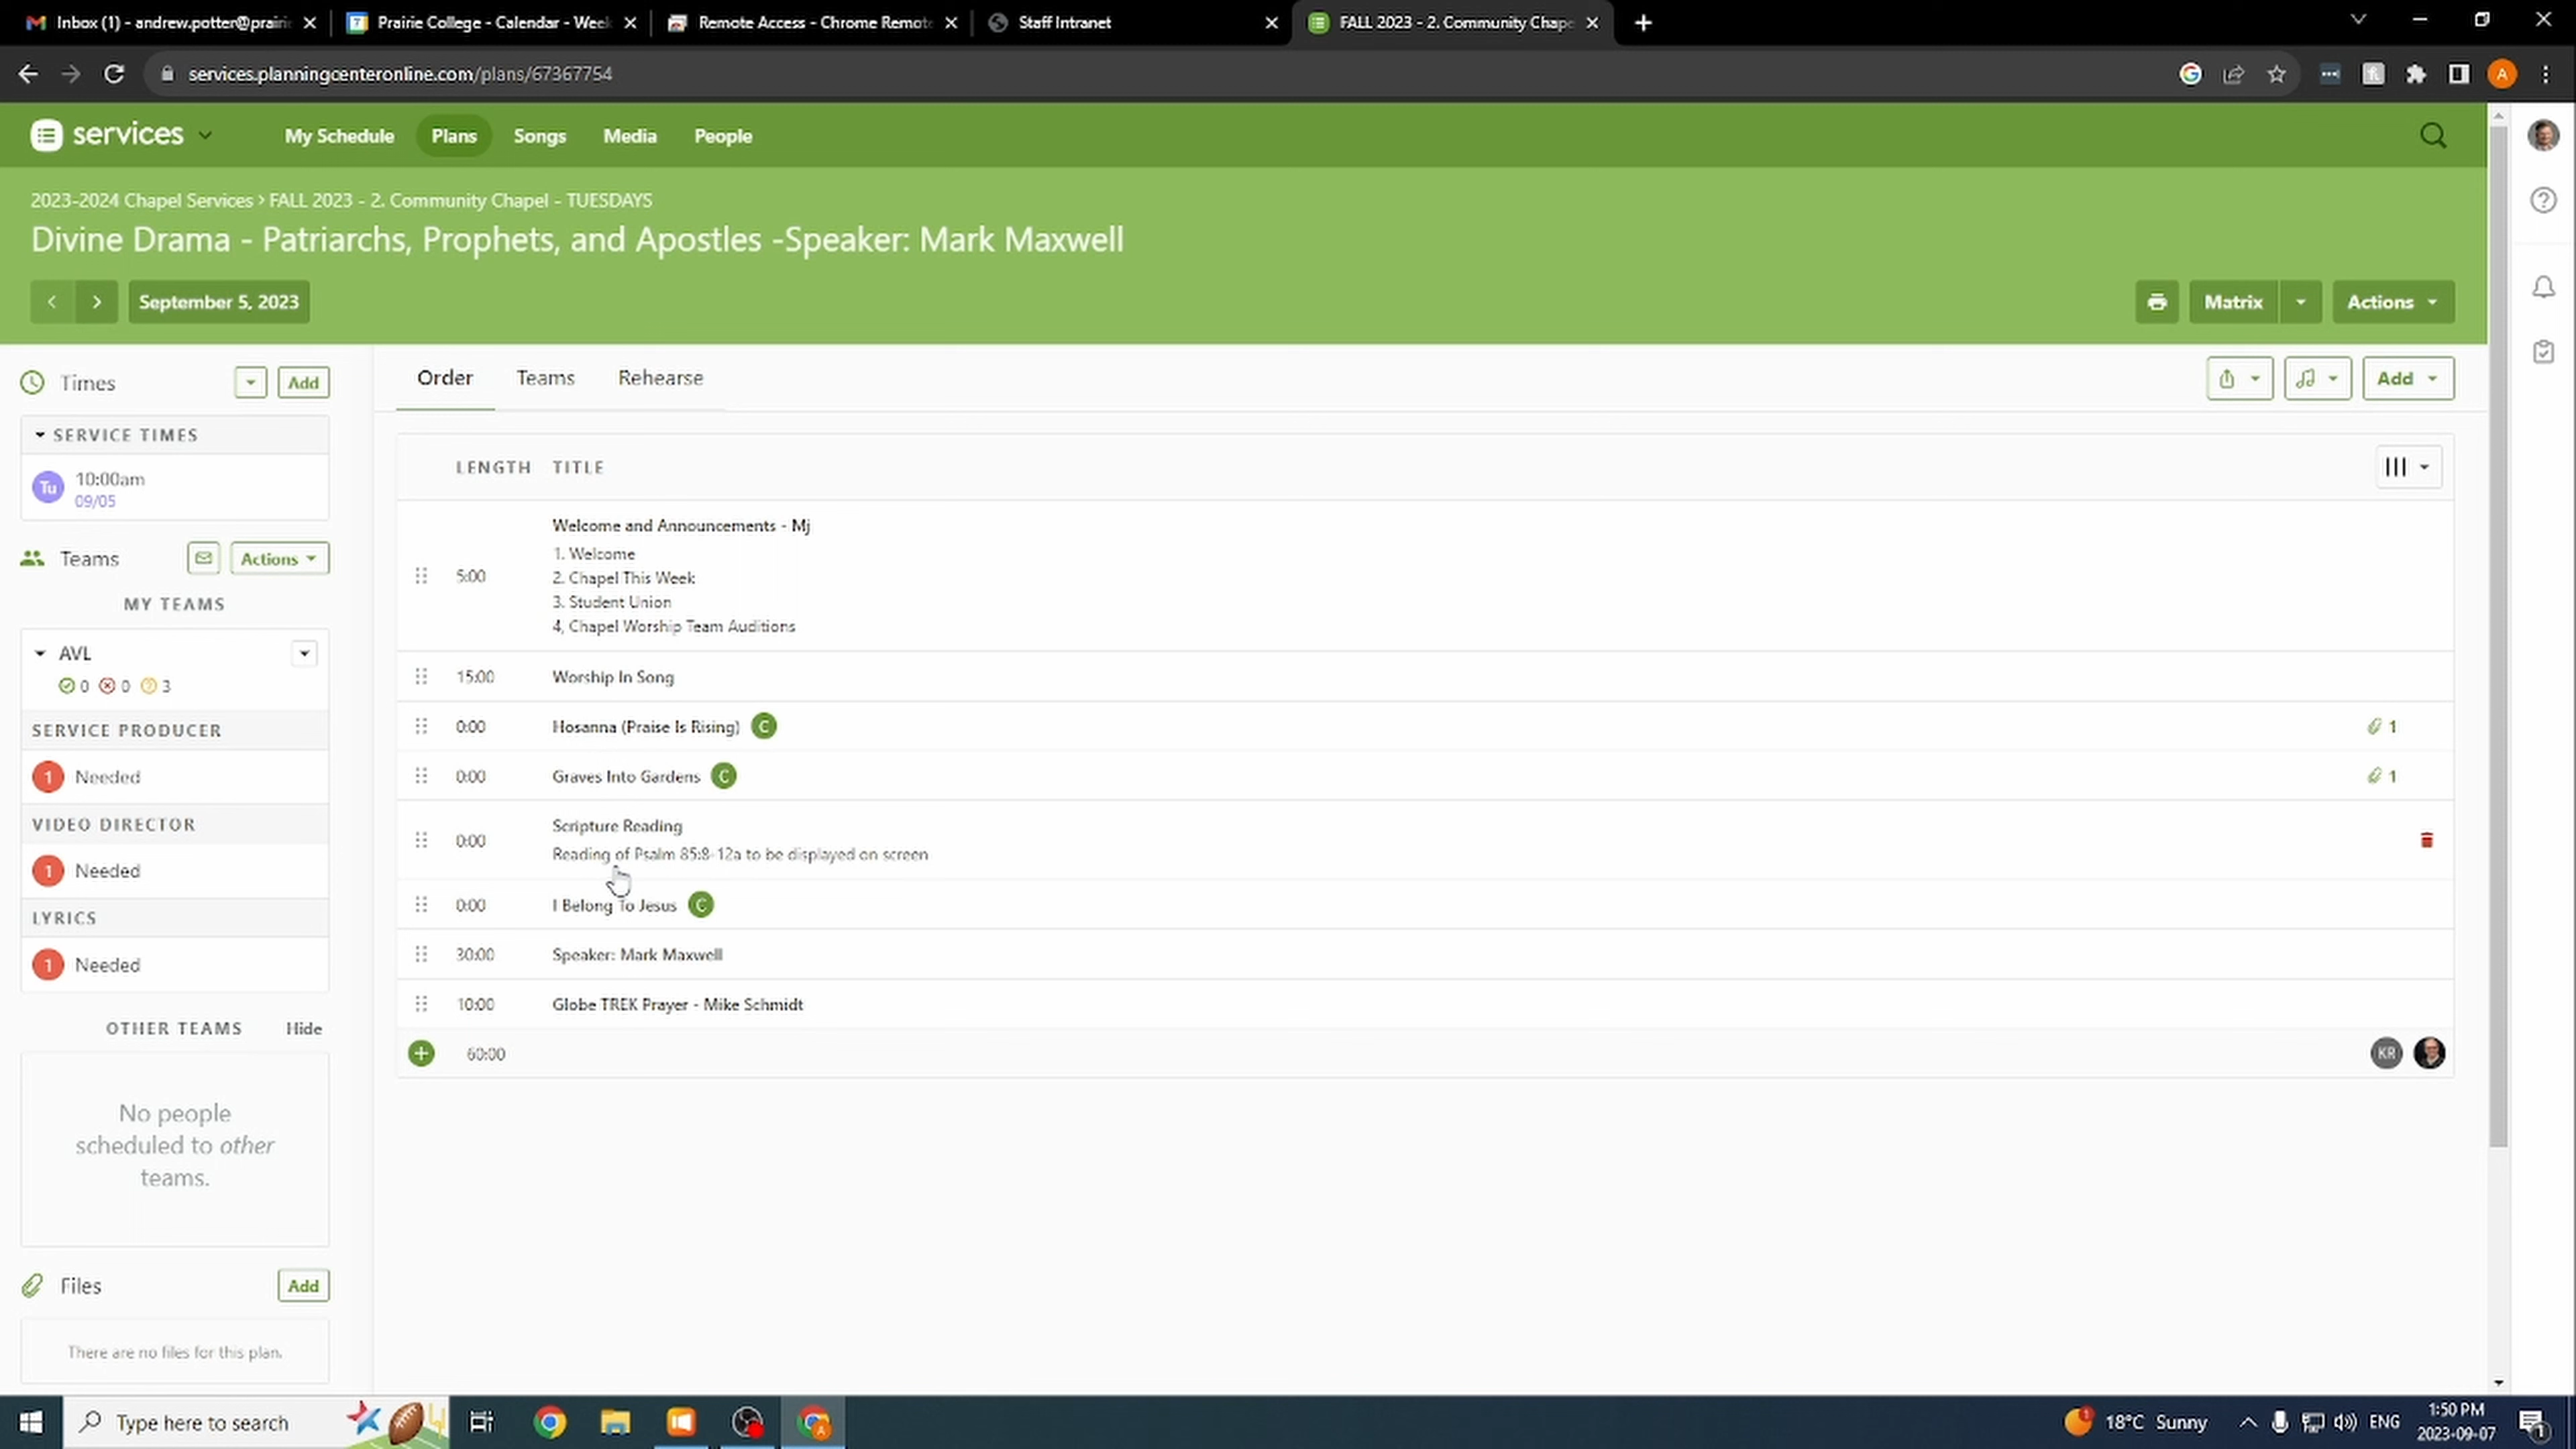 Inbox (1) - andrew.potter@prairi
Prairie College - Calendar - Week
Remote Access - Chrome Remot
Staff Intranet
FALL 2023 - 2. Community Chape
services.planningcenteronline.com/plans/67367754
A
services
My Schedule
Plans
Songs
Media
People
2023-2024 Chapel Services › FALL 2023 - 2. Community Chapel - TUESDAYS
Divine Drama - Patriarchs, Prophets, and Apostles -Speaker: Mark Maxwell
September 5, 2023
Matrix
Actions
Times
Add
SERVICE TIMES
Tu
10:00am
09/05
Teams
Actions
MY TEAMS
AVL
0 0 3
SERVICE PRODUCER
1 Needed
VIDEO DIRECTOR
1 Needed
LYRICS
1 Needed
OTHER TEAMS
Hide
No people
scheduled to other
teams.
Files
Add
There are no files for this plan.
Order
Teams
Rehearse
Add
LENGTH TITLE
Welcome and Announcements - Mj
5:00
1. Welcome
2. Chapel This Week
3. Student Union
4, Chapel Worship Team Auditions
15:00 Worship In Song
0:00 Hosanna (Praise Is Rising) C 1
0:00 Graves Into Gardens C 1
0:00 Scripture Reading
Reading of Psalm 85:8-12a to be displayed on screen
0:00 I Belong To Jesus C
30:00 Speaker: Mark Maxwell
10:00 Globe TREK Prayer - Mike Schmidt
60:00
KR
Type here to search
18°C Sunny
ENG
1:50 PM
2023-09-07
1